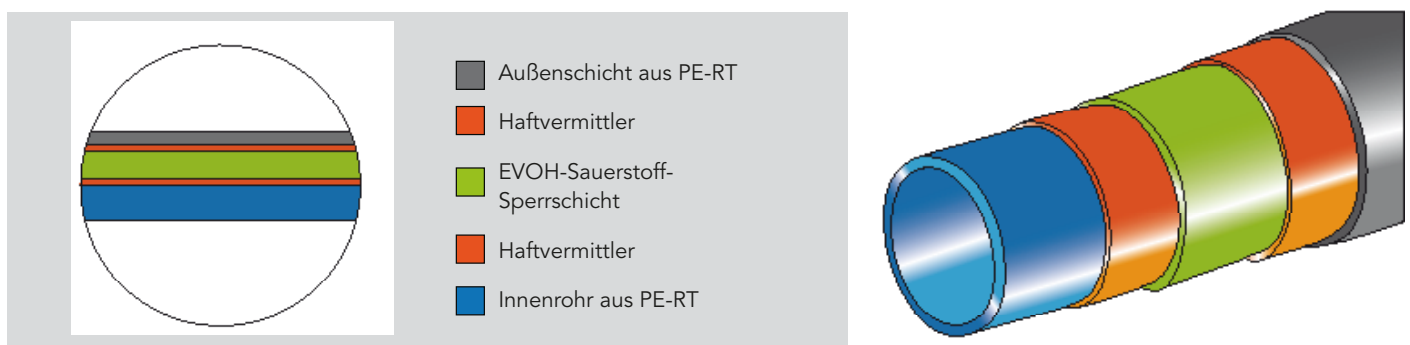 Außenschicht aus PE-RT
Haftvermittler
EVOH-Sauerstoff-
Sperrschicht
Haftvermittler
Innenrohr aus PE-RT